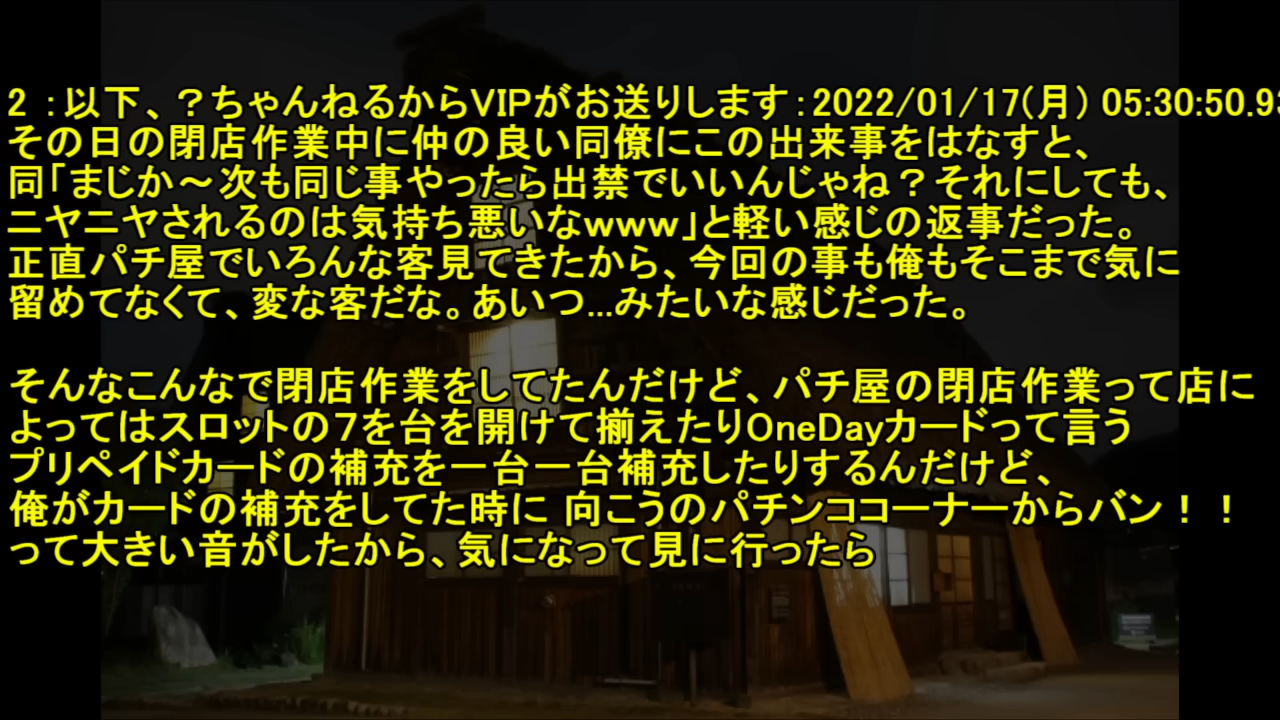 2 ：以下、？ちゃんねるからVIPがお送りします：2022/01/17(月) 05:30:50.9
その日の閉店作業中に仲の良い同僚にこの出来事をはなすと、
同「まじか～次も同じ事やったら出禁でいいんじゃね？それにしても、
ニヤニヤされるのは気持ち悪いなｗｗｗ」と軽い感じの返事だった。
正直パチ屋でいろんな客見てきたから、今回の事も俺もそこまで気に
留めてなくて、変な客だな。あいつ...みたいな感じだった。
そんなこんなで閉店作業をしてたんだけど、パチ屋の閉店作業って店に
よってはスロットの７を台を開けて揃えたりOneDayカードって言う
プリペイドカードの補充を一台一台補充したりするんだけど、
俺がカードの補充をしてた時に 向こうのパチンココーナーからバン！！
って大きい音がしたから、気になって見に行ったら